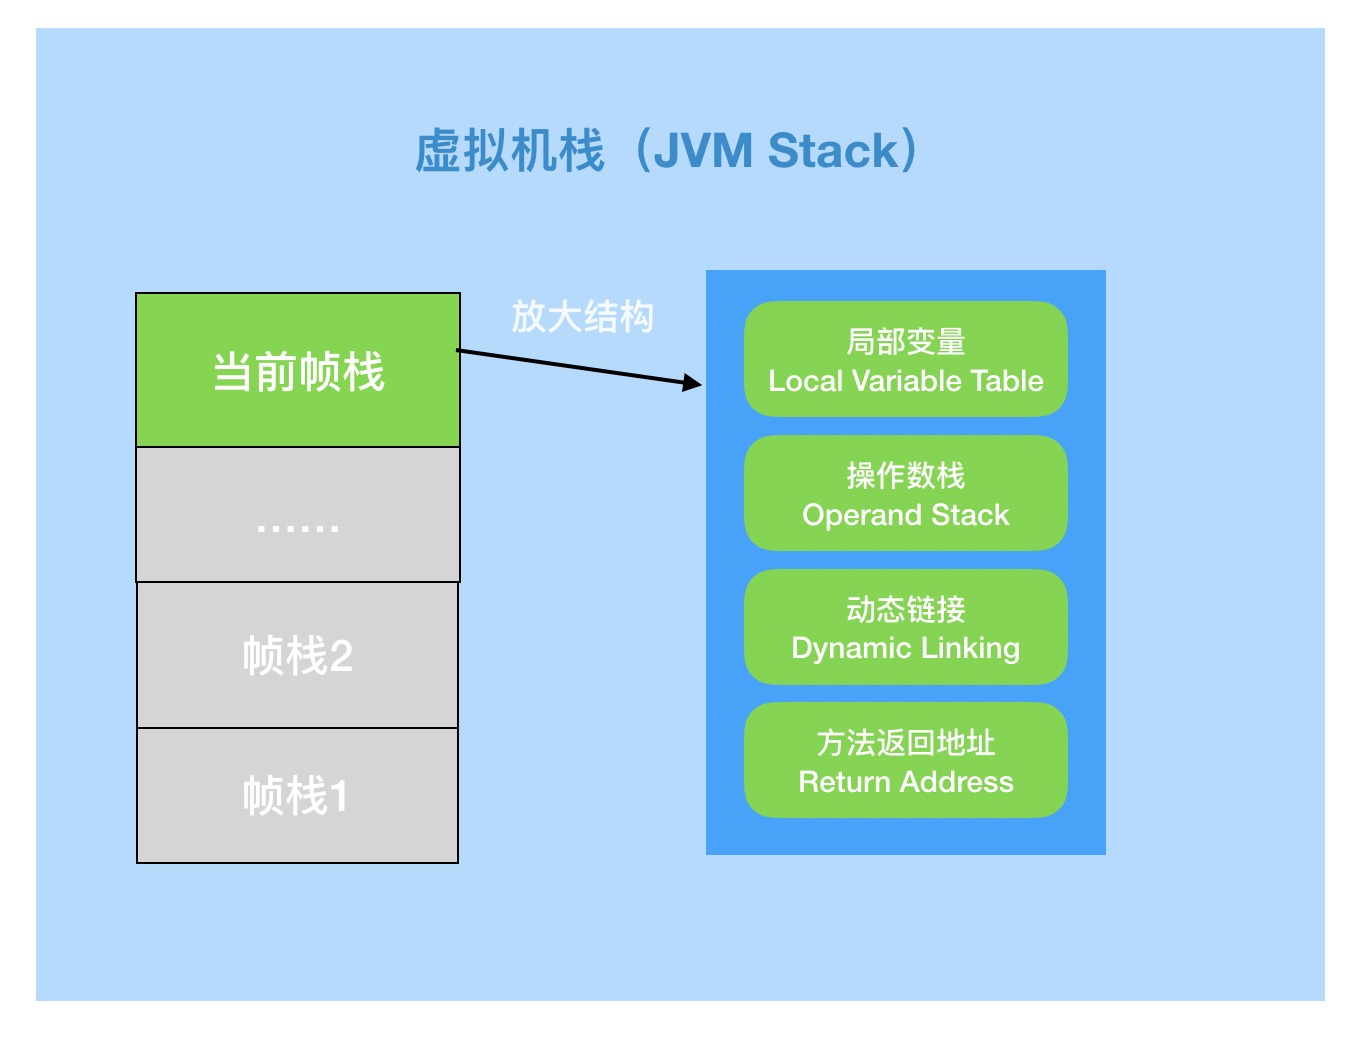 虚拟机栈（JVM Stack）
当前帧栈
……
帧栈2
帧栈1
放大结构
局部变量
Local Variable Table
操作数栈
Operand Stack
动态链接
Dynamic Linking
方法返回地址
Return Address